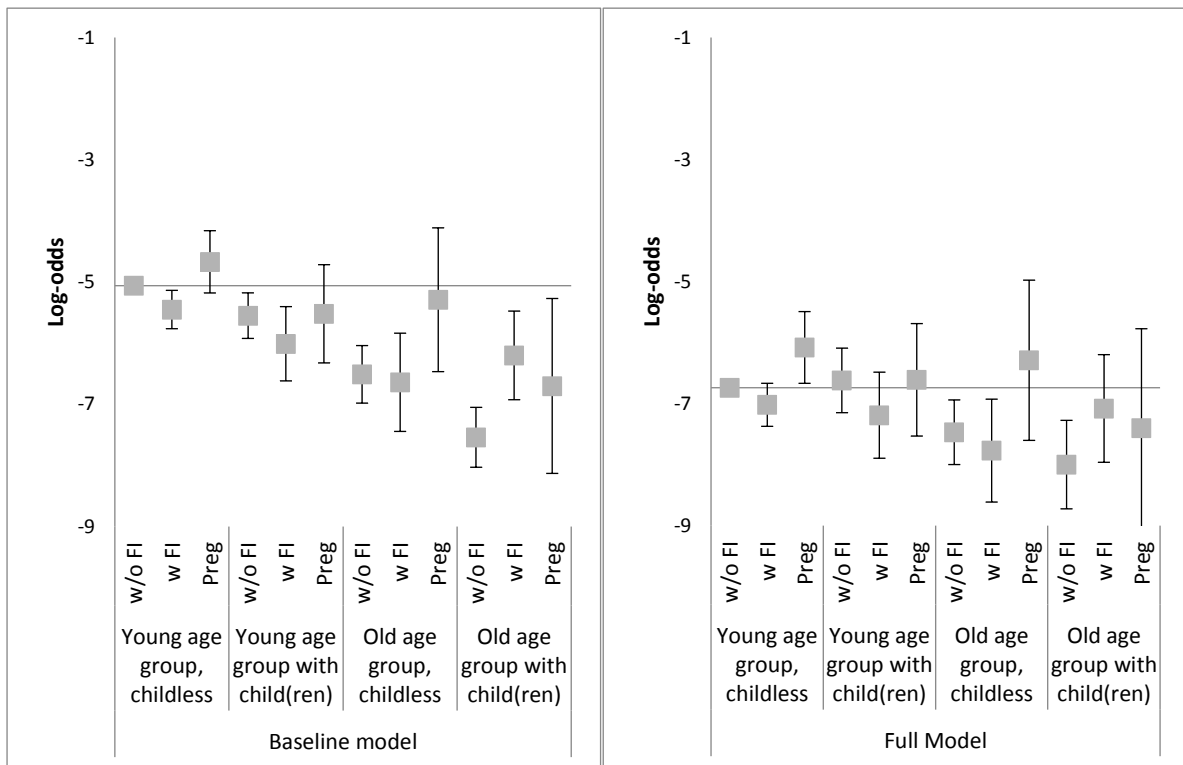 -1
-3
-5
-7
-9
Log-odds
w/o FI
w FI
Preg
w/o FI
w FI
Preg
w/o FI
w FI
Preg
w/o FI
w FI
Preg
Young age group, childless
Young age group with child(ren)
Old age group, childless
Old age group with child(ren)
Baseline model
-1
-3
-5
-7
-9
Log-odds
w/o FI
w FI
Preg
w/o FI
w FI
Preg
w/o FI
w FI
Preg
w/o FI
w FI
Preg
Young age group, childless
Young age group with child(ren)
Old age group, childless
Old age group with child(ren)
Full Model